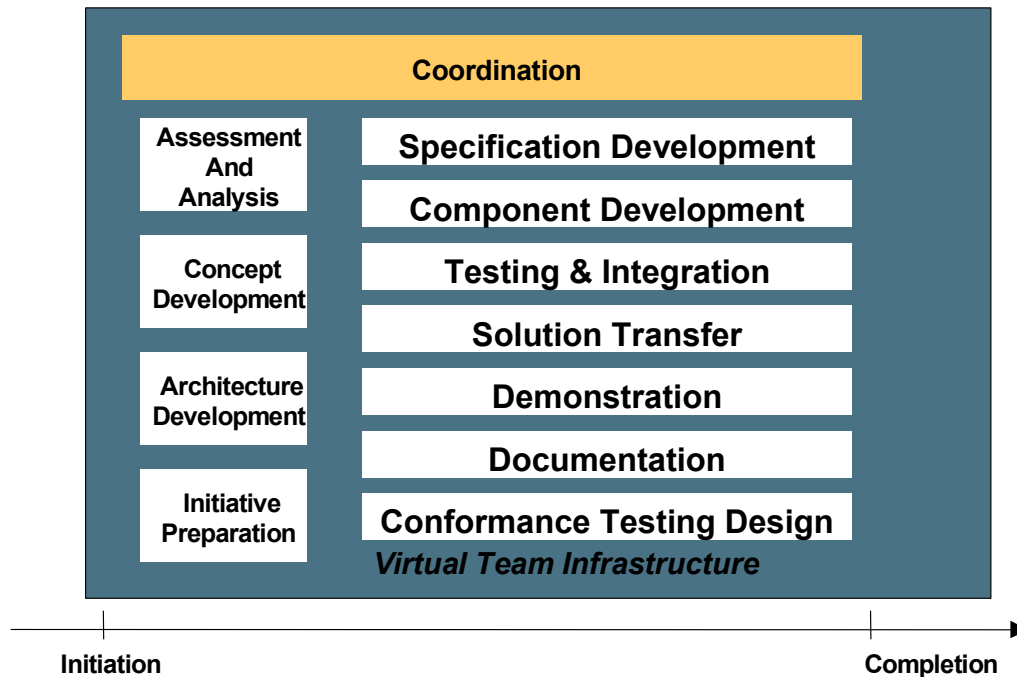 Coordination
Assessment
And
Analysis
Concept
Development
Architecture
Development
Initiative
Preparation
Specification Development
Component Development
Testing & Integration
Solution Transfer
Demonstration
Documentation
Conformance Testing Design
Virtual Team Infrastructure
Initiation
Completion